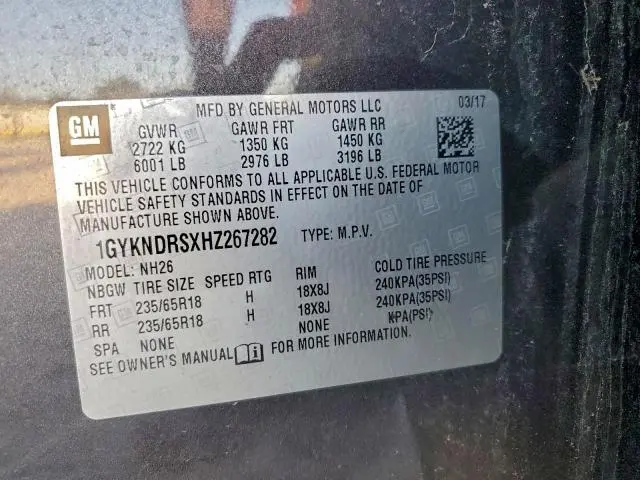 GM
MFD BY GENERAL MOTORS LLC 03/17
GVWR GAWR FRT GAWR RR
2722 KG 1350 KG 1450 KG
6001 LB 2976 LB 3196 LB
THIS VEHICLE CONFORMS TO ALL APPLICABLE U.S. FEDERAL MOTOR
VEHICLE SAFETY STANDARDS IN EFFECT ON THE DATE OF
MANUFACTURE SHOWN ABOVE.
1GYKNDRSXHZ267282 TYPE: M.P.V.
MODEL: NH26
NBGW TIRE SIZE SPEED RTG RIM COLD TIRE PRESSURE
FRT 235/65R18 H 18X8J 240KPA(35PSI)
RR 235/65R18 H 18X8J 240KPA(35PSI)
SPA NONE NONE KPA(PSI)
SEE OWNER'S MANUAL FOR MORE INFORMATION.